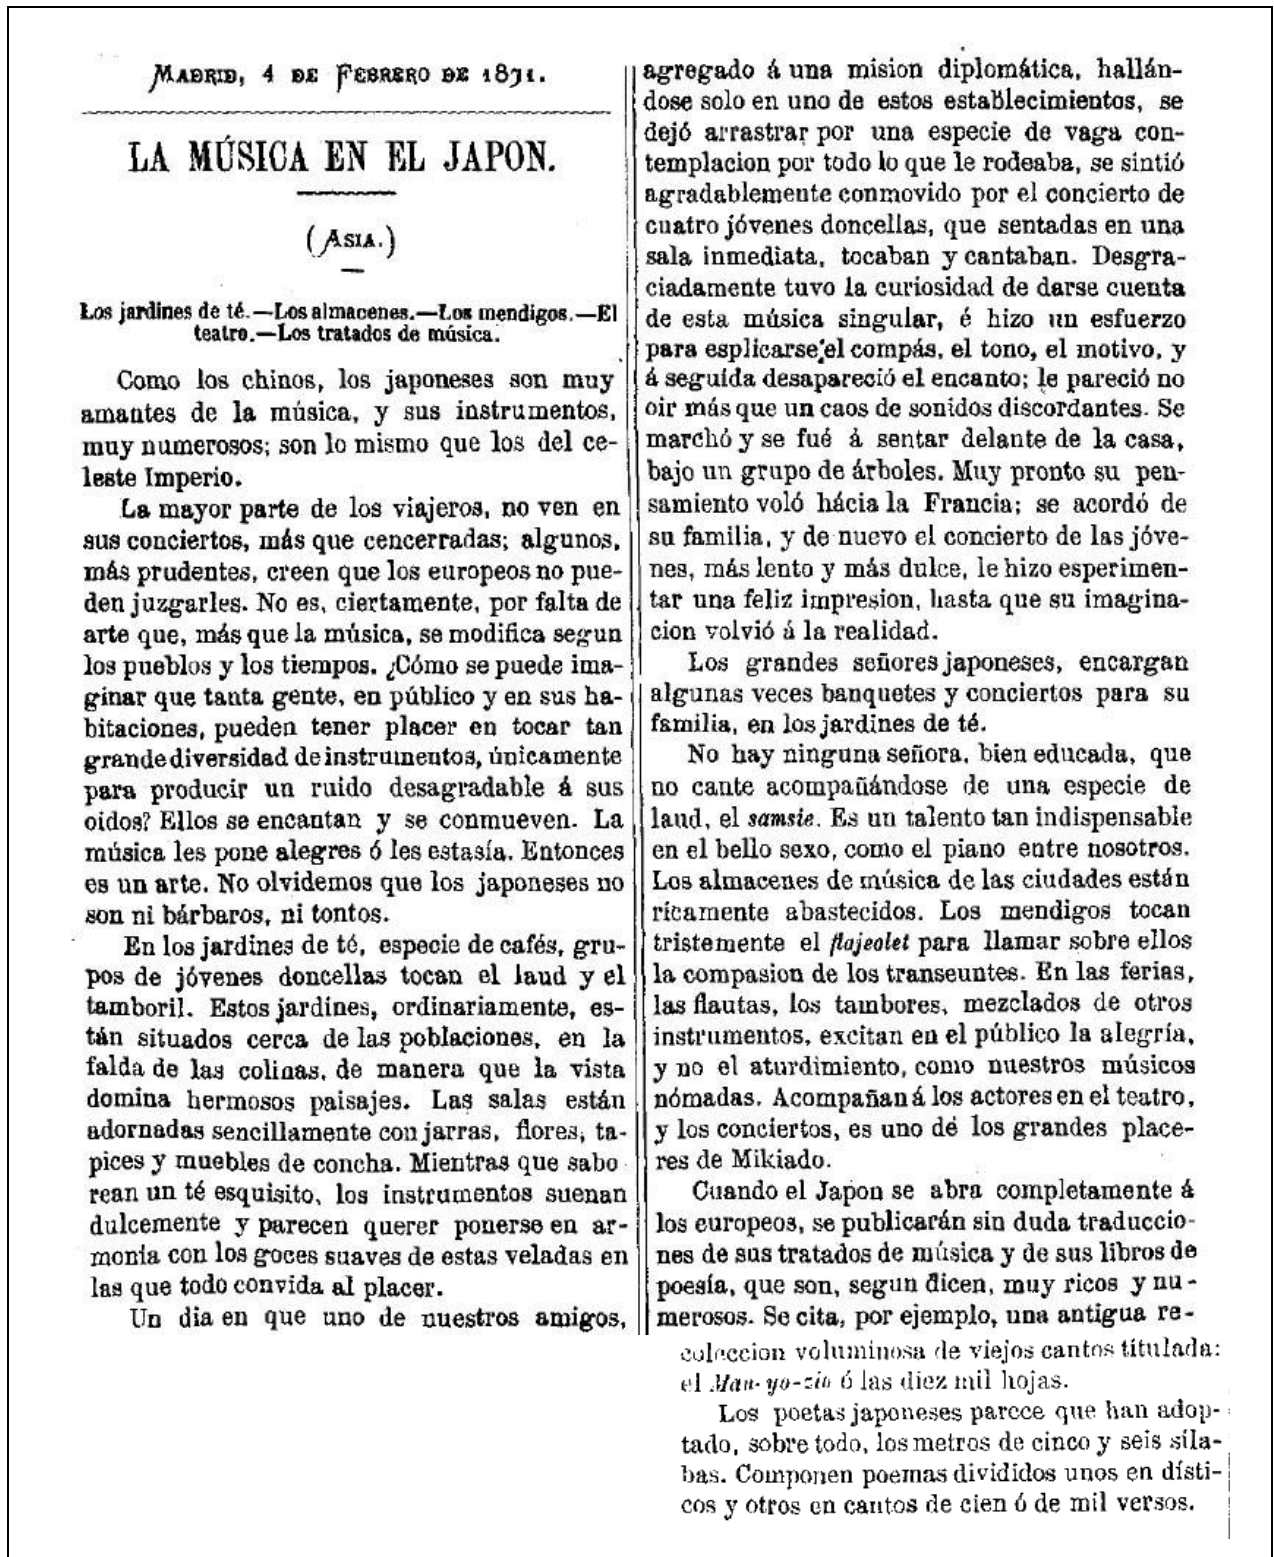 MADRID, 4 DE FEBRERO DE 1871.
LA MÚSICA EN EL JAPON.
(ASIA.)
Los jardines de té.—Los almacenes.—Los mendigos.—El
teatro.—Los tratados de música.
Como los chinos, los japoneses son muy
amantes de la música, y sus instrumentos,
muy numerosos; son lo mismo que los del ce-
leste Imperio.
La mayor parte de los viajeros, no ven en
sus conciertos, más que cencerradas; algunos,
más prudentes, creen que los europeos no pue-
den juzgarles. No es, ciertamente, por falta de
arte que, más que la música, se modifica segun
los pueblos y los tiempos. ¿Cómo se puede ima-
ginar que tanta gente, en público y en sus ha-
bitaciones, pueden tener placer en tocar tan
grande diversidad de instrumentos, únicamente
para producir un ruido desagradable á sus
oidos? Ellos se encantan y se conmueven. La
música les pone alegres ó les estasía. Entonces
es un arte. No olvidemos que los japoneses no
son ni bárbaros, ni tontos.
En los jardines de té, especie de cafés, gru-
pos de jóvenes doncellas tocan el laud y el
tamboril. Estos jardines, ordinariamente, es-
tán situados cerca de las poblaciones, en la
falda de las colinas, de manera que la vista
domina hermosos paisajes. Las salas están
adornadas sencillamente con jarras, flores, ta-
pices y muebles de concha. Mientras que sabo
rean un té esquisito, los instrumentos suenan
dulcemente y parecen querer ponerse en ar-
monía con los goces suaves de estas veladas en
las que todo convida al placer.
Un dia en que uno de nuestros amigos,
agregado á una mision diplomática, hallán-
dose solo en uno de estos establecimientos, se
dejó arrastrar por una especie de vaga con-
templacion por todo lo que le rodeaba, se sintió
agradablemente conmovido por el concierto de
cuatro jóvenes doncellas, que sentadas en una
sala inmediata, tocaban y cantaban. Desgra-
ciadamente tuvo la curiosidad de darse cuenta
de esta música singular, é hizo un esfuerzo
para esplicarse el compás, el tono, el motivo, y
á seguida desapareció el encanto; le pareció no
oir más que un caos de sonidos discordantes. Se
marchó y se fué á sentar delante de la casa,
bajo un grupo de árboles. Muy pronto su pen-
samiento voló hácia la Francia; se acordó de
su familia, y de nuevo el concierto de las jóve-
nes, más lento y más dulce, le hizo esperimen-
tar una feliz impresion, hasta que su imagina-
cion volvió á la realidad.
Los grandes señores japoneses, encargan
algunas veces banquetes y conciertos para su
familia, en los jardines de té.
No hay ninguna señora, bien educada, que
no cante acompañándose de una especie de
laud, el samsie. Es un talento tan indispensable
en el bello sexo, como el piano entre nosotros.
Los almacenes de música de las ciudades están
ricamente abastecidos. Los mendigos tocan
tristemente el flajeolet para llamar sobre ellos
la compasion de los transeuntes. En las ferias,
las flautas, los tambores, mezclados de otros
instrumentos, excitan en el público la alegría,
y no el aturdimiento, como nuestros músicos
nómadas. Acompañan á los actores en el teatro,
y los conciertos, es uno de los grandes place-
res de Mikiado.
Cuando el Japon se abra completamente á
los europeos, se publicarán sin duda traduccio-
nes de sus tratados de música y de sus libros de
poesía, que son, segun dicen, muy ricos y nu-
merosos. Se cita, por ejemplo, una antigua re-
coleccion voluminosa de viejos cantos titulada:
el Man-yo-zio ó las diez mil hojas.
Los poetas japoneses parece que han adop-
tado, sobre todo, los metros de cinco y seis síla-
bas. Componen poemas divididos unos en dísti-
cos y otros en cantos de cien ó de mil versos.